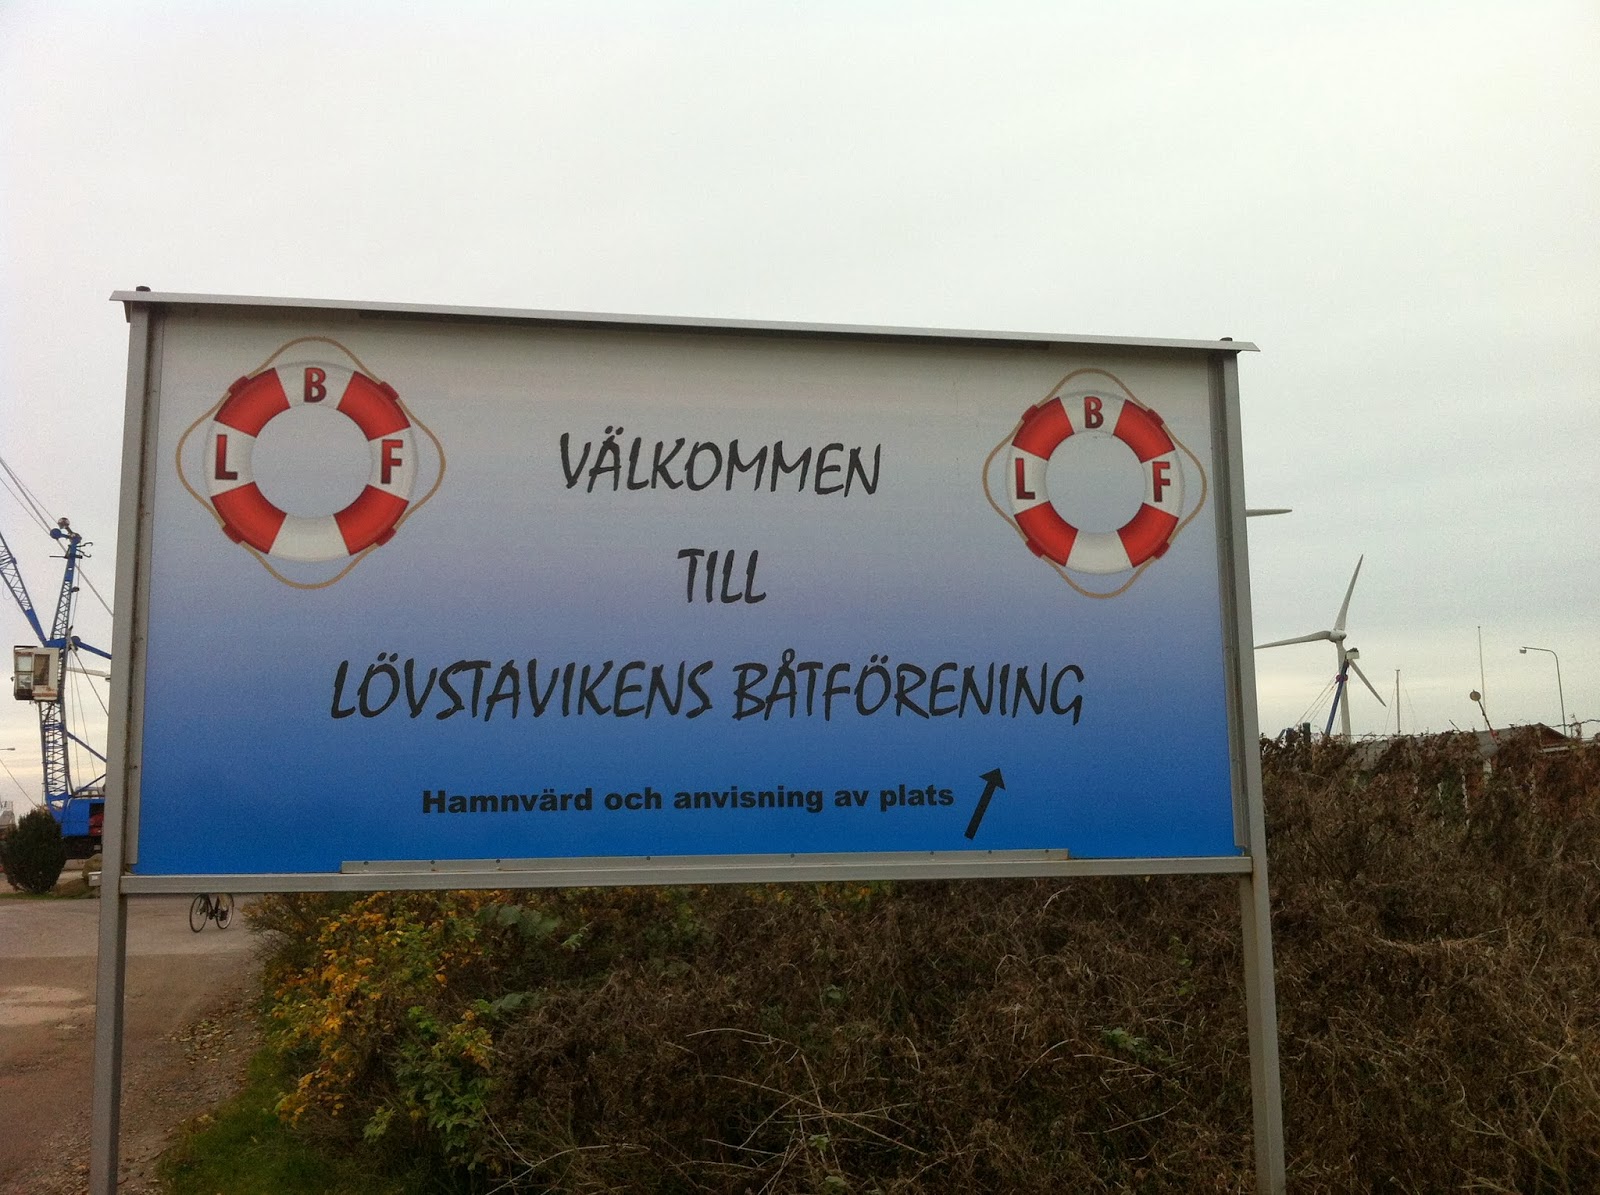 B
L F
B
L F
VÄLKOMMEN
TILL
LÖVSTAVIKENS BÅTFÖRENING
Hamnvärd och anvisning av plats